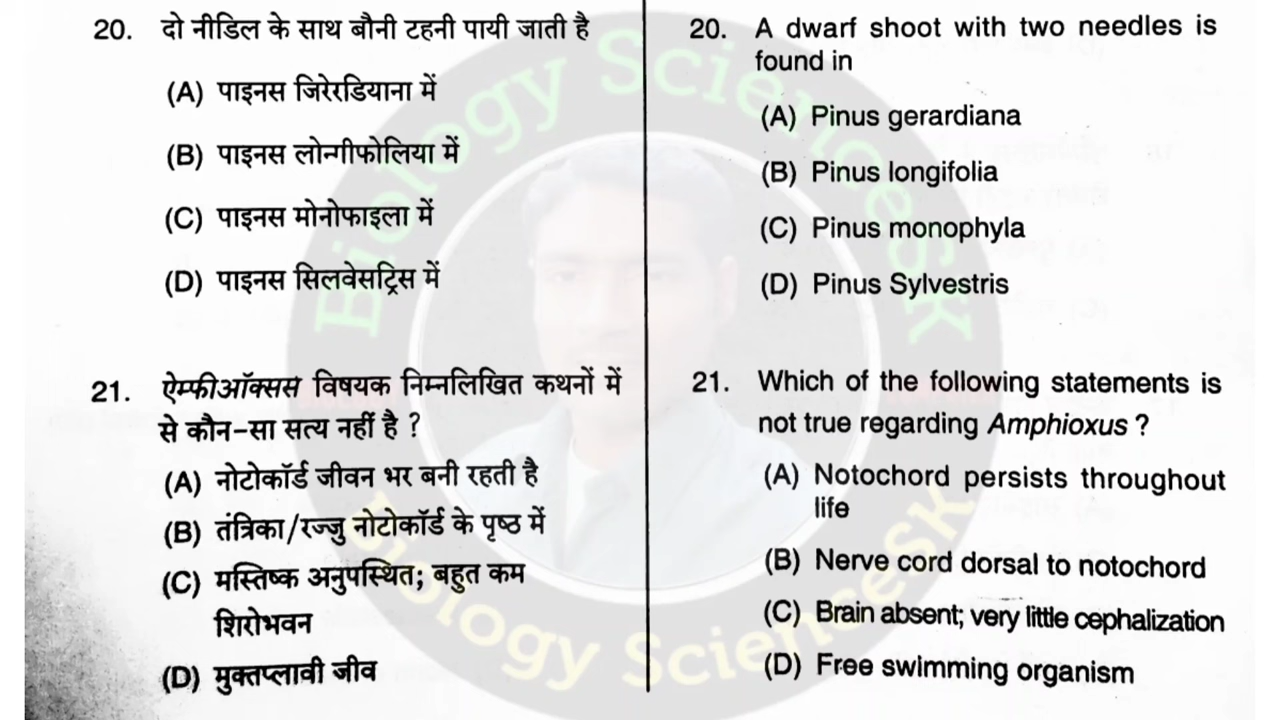 20. दो नीडिल के साथ बौनी टहनी पायी जाती है
(A) पाइनस जिरेरडियाना में
(B) पाइनस लोन्गीफोलिया में
(C) पाइनस मोनोफाइला में
(D) पाइनस सिलवेसट्रिस में
21. ऐम्फीऑक्सस विषयक निम्नलिखित कथनों में
से कौन-सा सत्य नहीं है ?
(A) नोटोकॉर्ड जीवन भर बनी रहती है
(B) तंत्रिका/रज्जु नोटोकॉर्ड के पृष्ठ में
(C) मस्तिष्क अनुपस्थित; बहुत कम
शिरोभवन
(D) मुक्तप्लावी जीव
20. A dwarf shoot with two needles is
found in
(A) Pinus gerardiana
(B) Pinus longifolia
(C) Pinus monophyla
(D) Pinus Sylvestris
21. Which of the following statements is
not true regarding Amphioxus ?
(A) Notochord persists throughout
life
(B) Nerve cord dorsal to notochord
(C) Brain absent; very little cephalization
(D) Free swimming organism
Biology ScienceSK
Biology ScienceSK